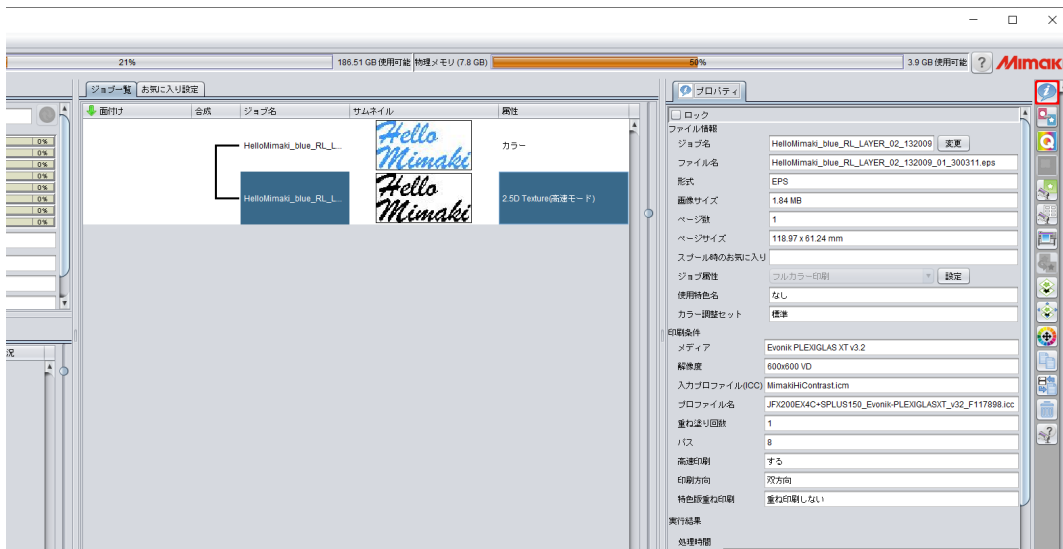 21%
186.51 GB 使用可能
物理メモリ (7.8 GB)
50%
3.9 GB 使用可能
?
Mimak
ジョブ一覧
お気に入り設定
プロパティ
面付け
合成
ジョブ名
サムネイル
属性
HelloMimaki_blue_RL_L...
Hello
Mimaki
カラー
HelloMimaki_blue_RL_L...
Hello
Mimaki
2.5D Texture(高速モード)
0%
0%
0%
0%
0%
0%
0%
0%
況
ロック
ファイル情報
ジョブ名
HelloMimaki_blue_RL_LAYER_02_132009
変更
ファイル名
HelloMimaki_blue_RL_LAYER_02_132009_01_300311.eps
形式
EPS
画像サイズ
1.84 MB
ページ数
1
ページサイズ
118.97 x 61.24 mm
スプール時のお気に入り
ジョブ属性
フルカラー印刷
設定
使用特色名
なし
カラー調整セット
標準
印刷条件
メディア
Evonik PLEXIGLAS XT v3.2
解像度
600x600 VD
入力プロファイル(ICC)
MimakiHiContrast.icm
プロファイル名
JFX200EX4C+SPLUS150_Evonik-PLEXIGLASXT_v32_F117898.icc
重ね塗り回数
1
パス
8
高速印刷
する
印刷方向
双方向
特色版重ね印刷
重ね印刷しない
実行結果
処理時間